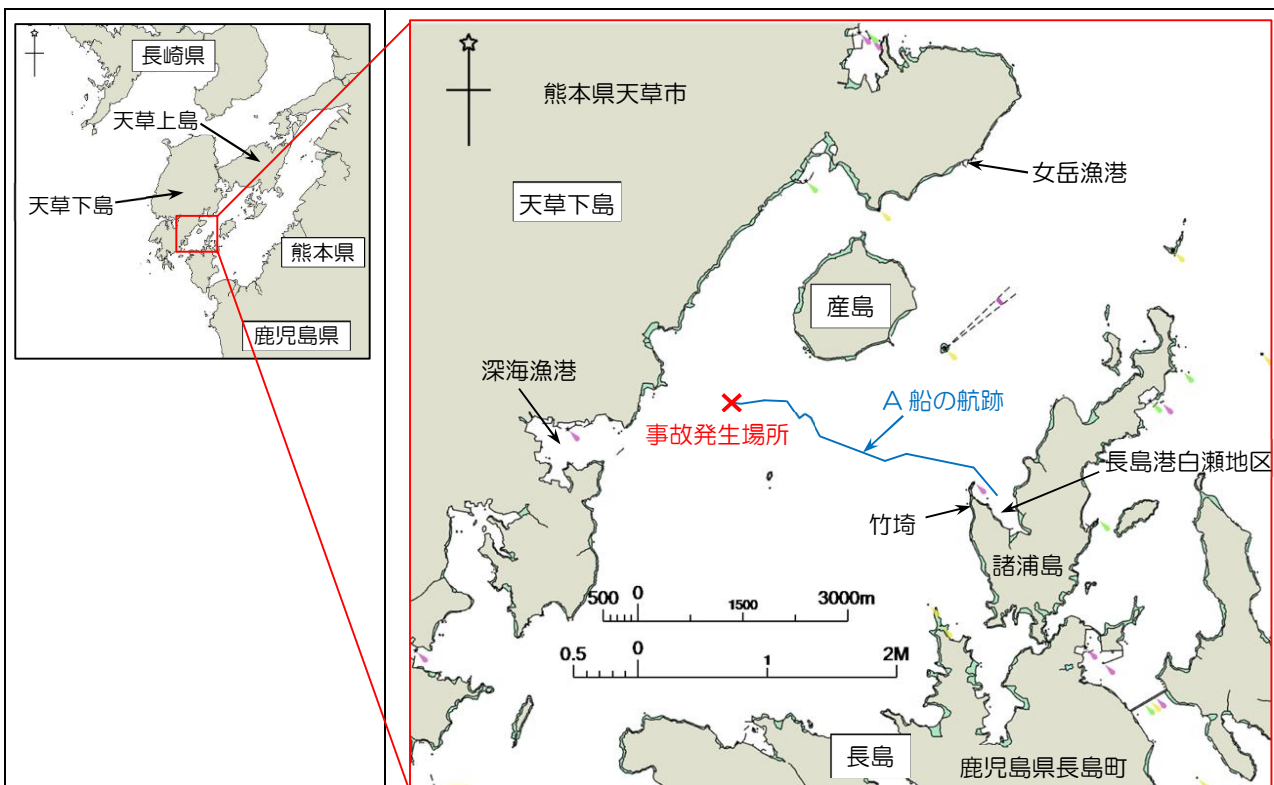 長崎県
天草上島
天草下島
熊本県
鹿児島県
熊本県天草市
女岳漁港
天草下島
産島
深海漁港
A船の航跡
事故発生場所
長島港白瀬地区
竹埼
諸浦島
500 0 1500 3000m
0.5 0 1 2M
長島
鹿児島県長島町